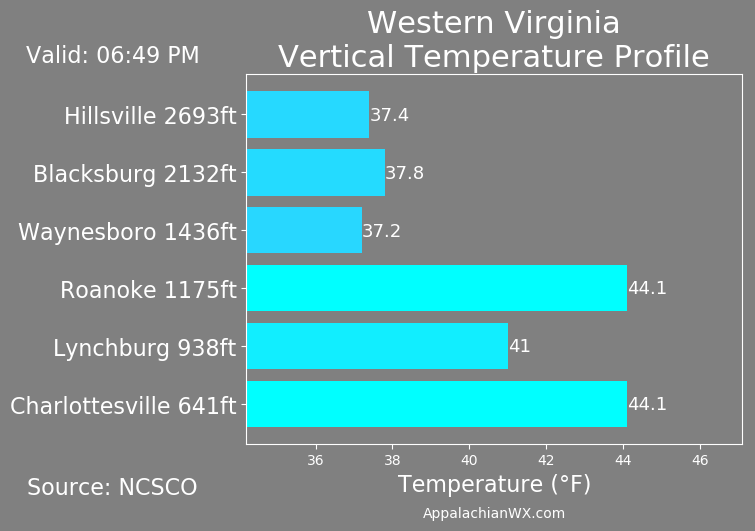 Western Virginia
Vertical Temperature Profile
Valid: 06:49 PM
Hillsville 2693ft
37.4
Blacksburg 2132ft
37.8
Waynesboro 1436ft
37.2
Roanoke 1175ft
44.1
Lynchburg 938ft
41
Charlottesville 641ft
44.1
36 38 40 42 44 46
Temperature (°F)
Source: NCSCO
AppalachianWX.com